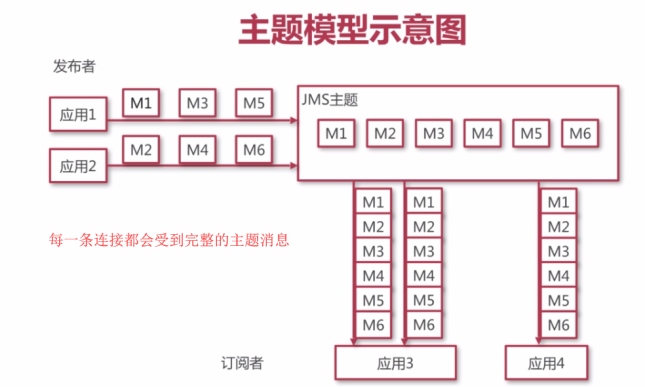 主题模型示意图
发布者
应用1 M1 M3 M5
应用2 M2 M4 M6
JMS主题
M1 M2 M3 M4 M5 M6
每一条连接都会受到完整的主题消息
M1 M1 M1
M2 M2 M2
M3 M3 M3
M4 M4 M4
M5 M5 M5
M6 M6 M6
订阅者 应用3 应用4